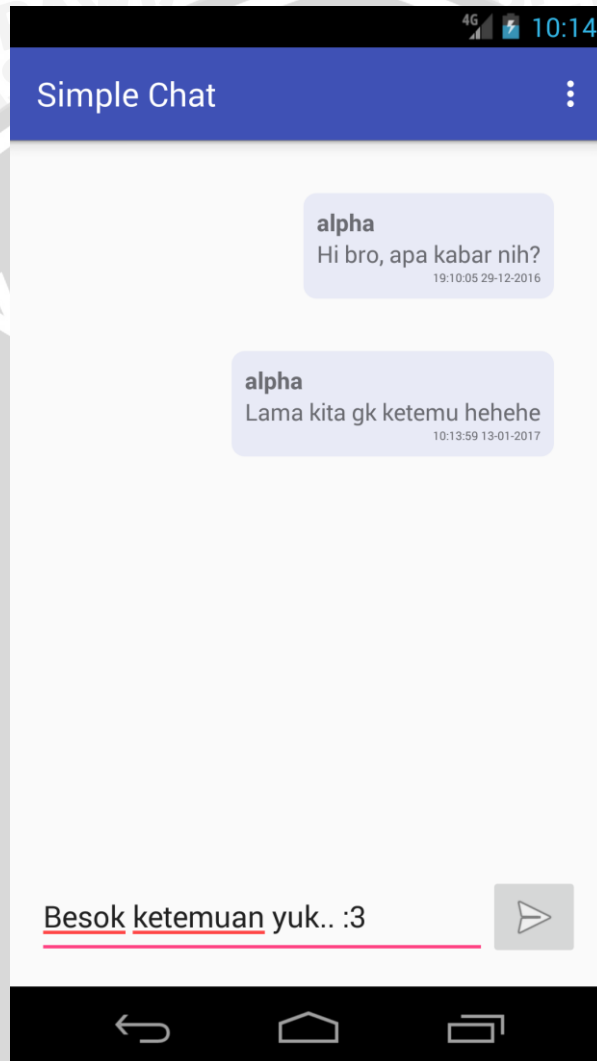 4G 10:14
Simple Chat
alpha
Hi bro, apa kabar nih?
19:10:05 29-12-2016
alpha
Lama kita gk ketemu hehehe
10:13:59 13-01-2017
Besok ketemuan yuk.. :3